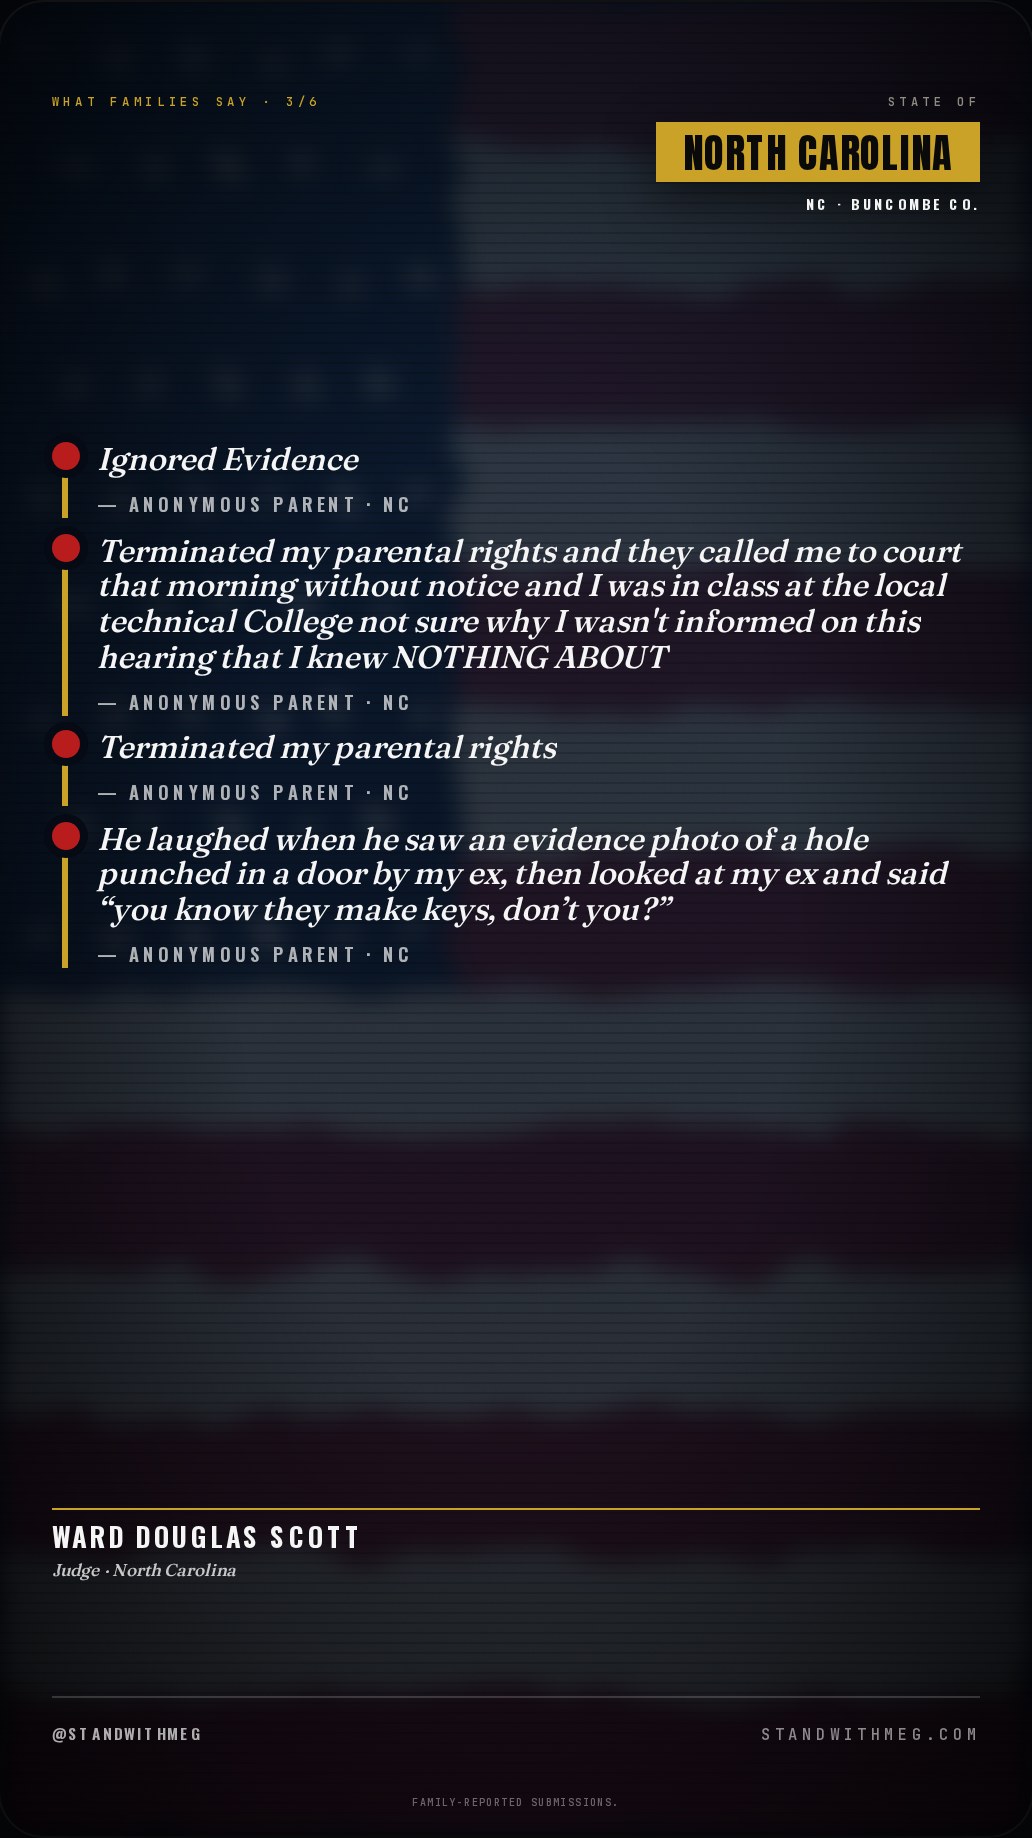 WHAT FAMILIES SAY · 3/6
STATE OF
NORTH CAROLINA
NC · BUNCOMBE CO.
Ignored Evidence
— ANONYMOUS PARENT · NC
Terminated my parental rights and they called me to court
that morning without notice and I was in class at the local
technical College not sure why I wasn't informed on this
hearing that I knew NOTHING ABOUT
— ANONYMOUS PARENT · NC
Terminated my parental rights
— ANONYMOUS PARENT · NC
He laughed when he saw an evidence photo of a hole
punched in a door by my ex, then looked at my ex and said
“you know they make keys, don’t you?”
— ANONYMOUS PARENT · NC
WARD DOUGLAS SCOTT
Judge · North Carolina
@STANDWITHMEG
STANDWITHMEG.COM
FAMILY-REPORTED SUBMISSIONS.